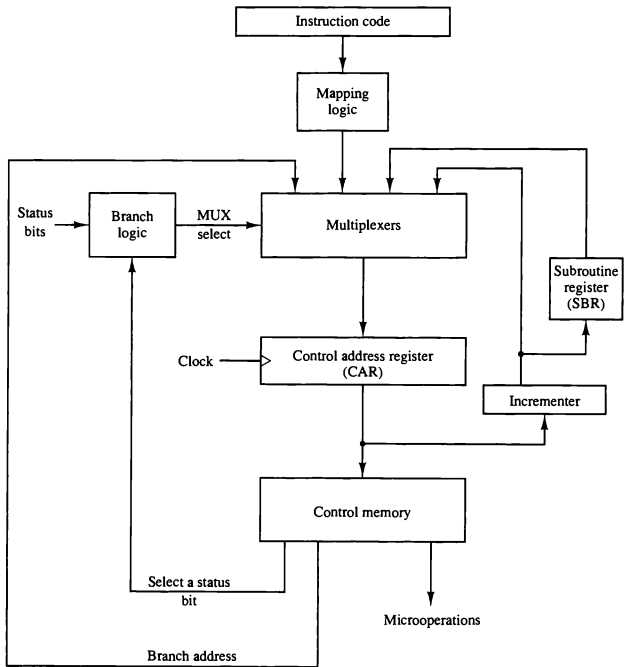 Instruction code
Mapping
logic
Status
bits
Branch
logic
MUX
select
Multiplexers
Subroutine
register
(SBR)
Clock
Control address register
(CAR)
Incrementer
Control memory
Select a status
bit
Microoperations
Branch address